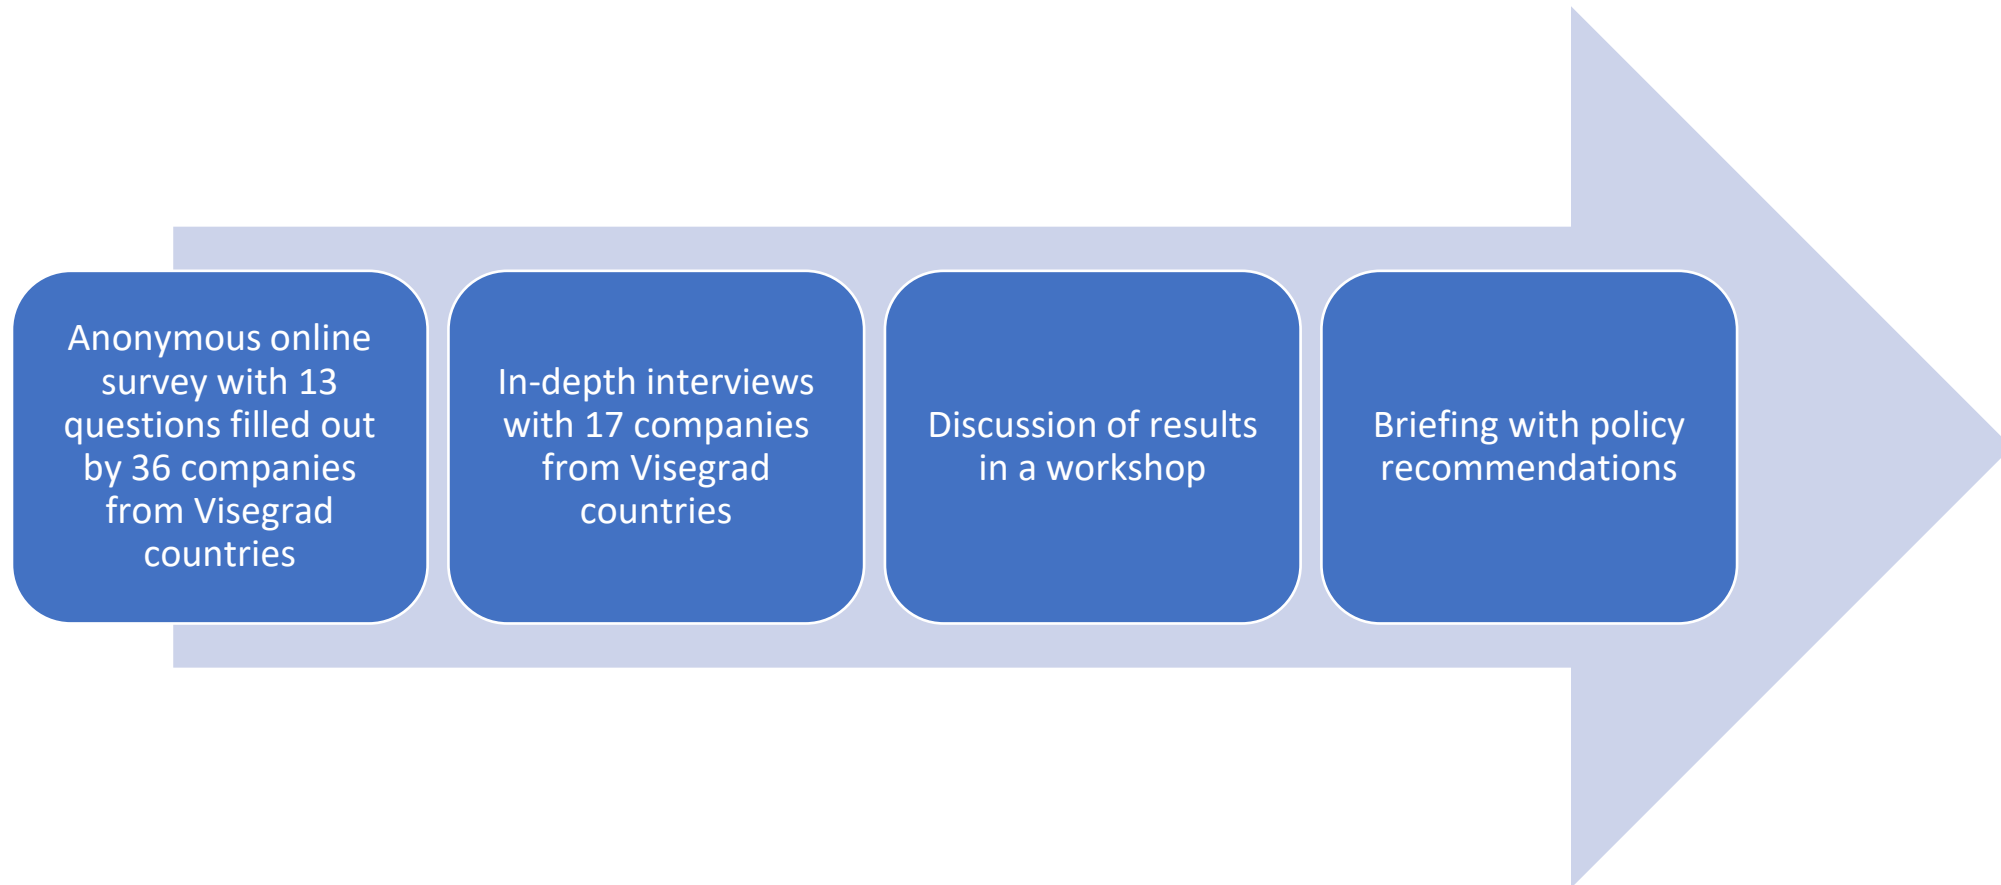 Anonymous online
survey with 13
questions filled out
by 36 companies
from Visegrad
countries
In-depth interviews
with 17 companies
from Visegrad
countries
Discussion of results
in a workshop
Briefing with policy
recommendations